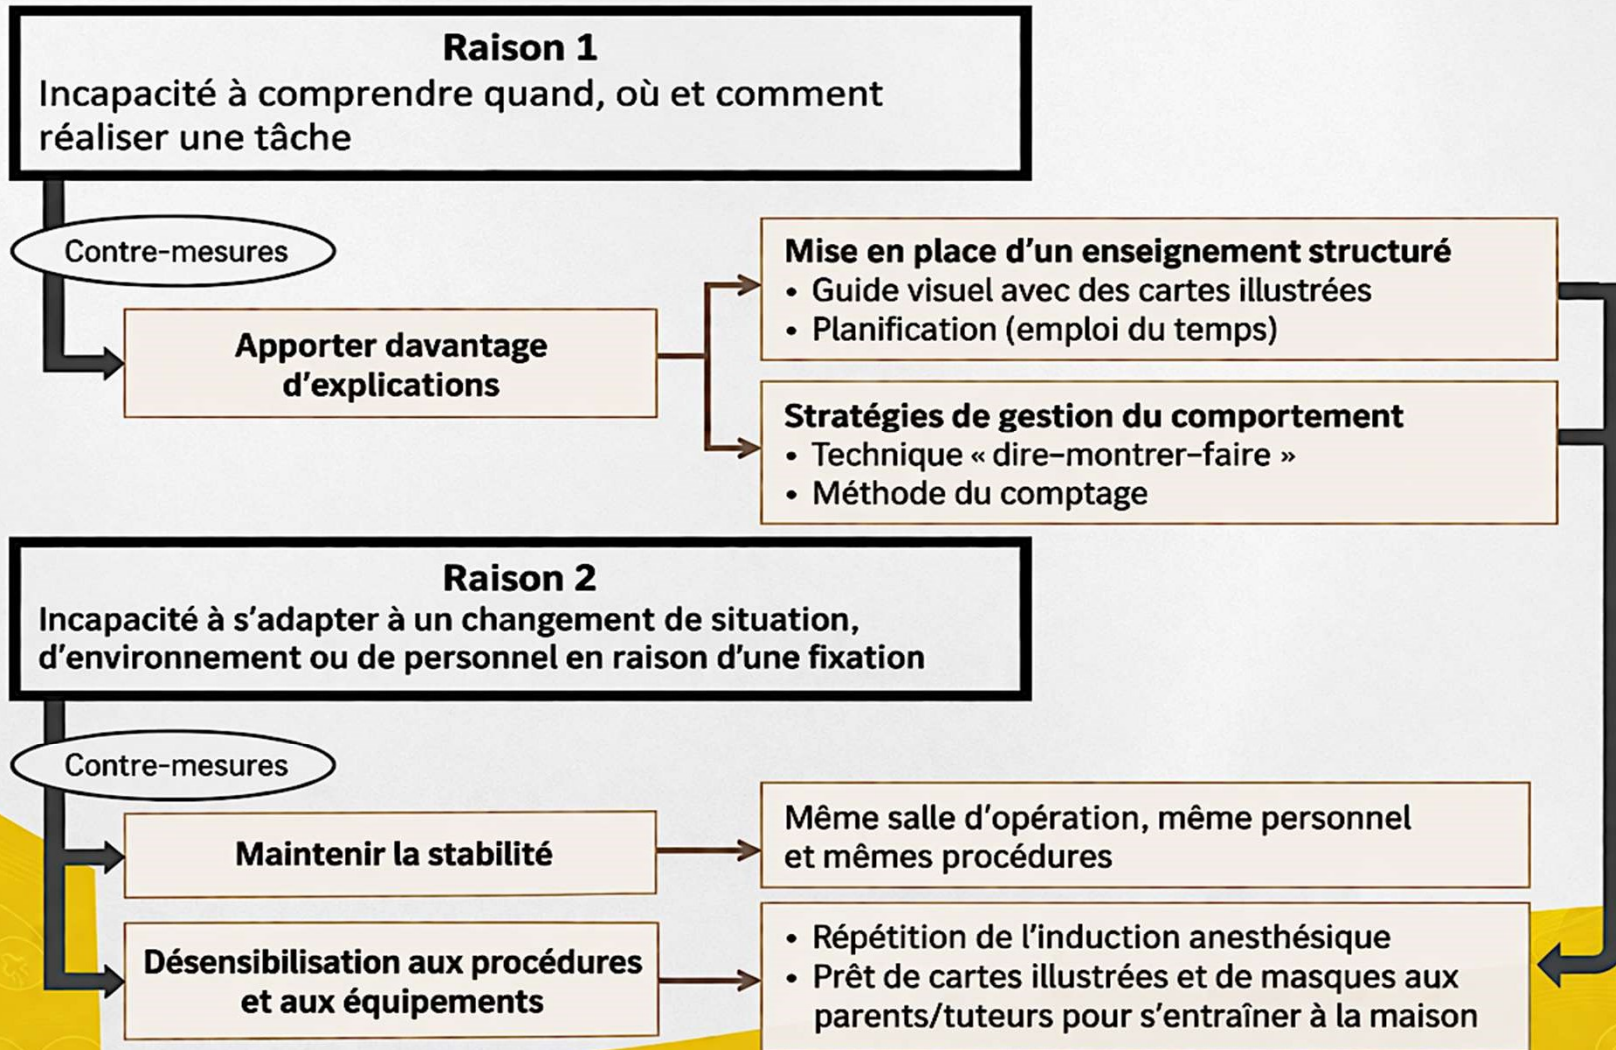 Raison 1
Incapacité à comprendre quand, où et comment
réaliser une tâche
Contre-mesures
Apporter davantage
d'explications
Mise en place d'un enseignement structuré
• Guide visuel avec des cartes illustrées
• Planification (emploi du temps)
Stratégies de gestion du comportement
• Technique « dire–montrer–faire »
• Méthode du comptage
Raison 2
Incapacité à s'adapter à un changement de situation,
d'environnement ou de personnel en raison d'une fixation
Contre-mesures
Maintenir la stabilité
Même salle d'opération, même personnel
et mêmes procédures
Désensibilisation aux procédures
et aux équipements
• Répétition de l'induction anesthésique
• Prêt de cartes illustrées et de masques aux
parents/tuteurs pour s'entraîner à la maison